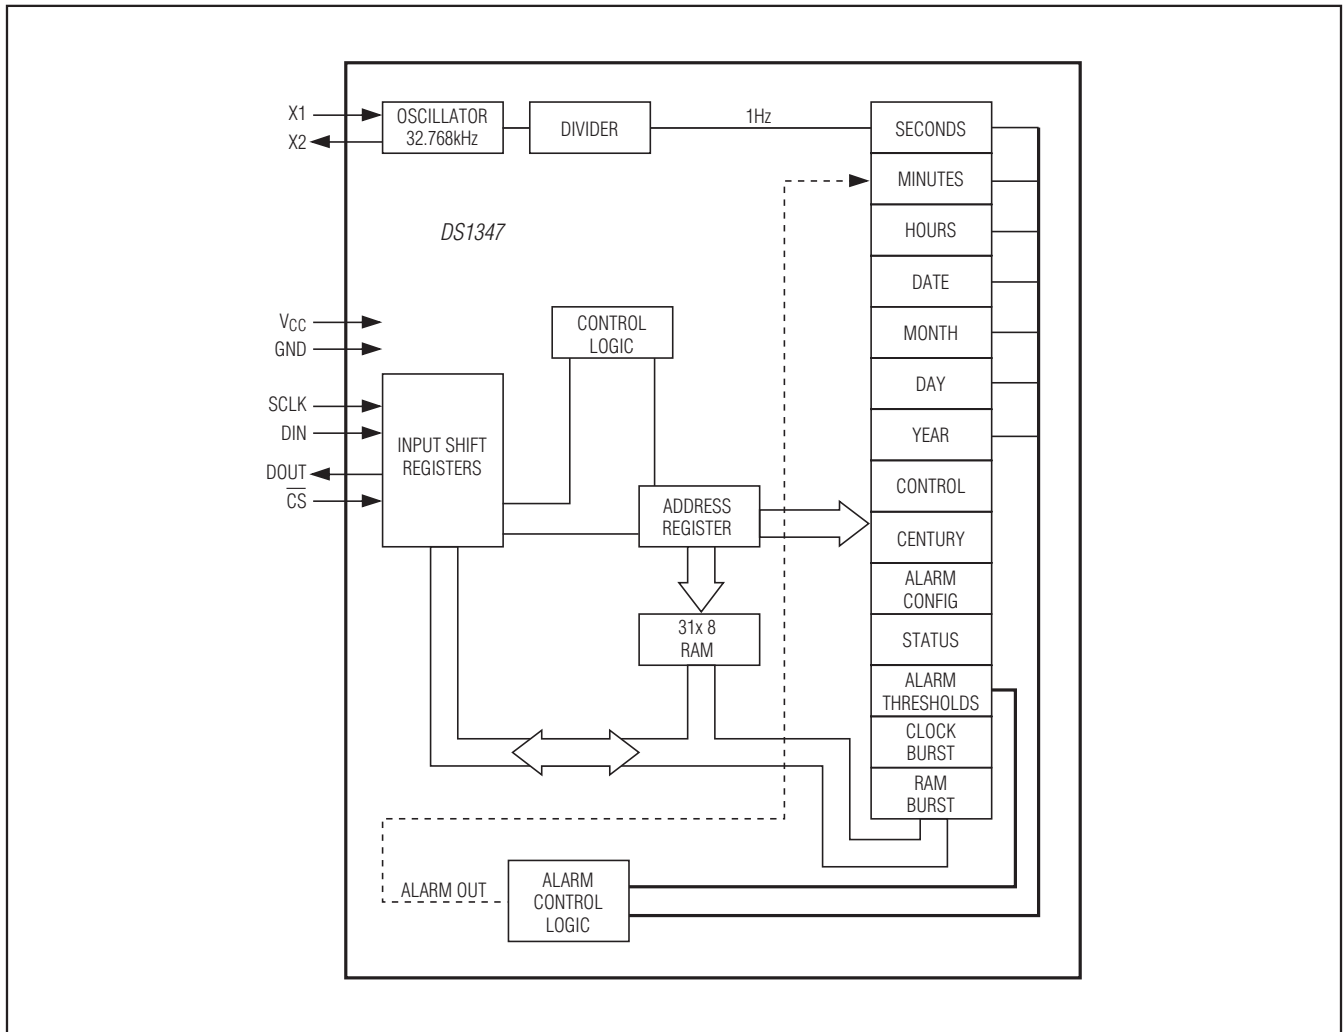 X1
X2
OSCILLATOR
32.768kHz
DIVIDER
1Hz
DS1347
VCC
GND
SCLK
DIN
DOUT
CS
INPUT SHIFT
REGISTERS
CONTROL
LOGIC
ADDRESS
REGISTER
31x 8
RAM
SECONDS
MINUTES
HOURS
DATE
MONTH
DAY
YEAR
CONTROL
CENTURY
ALARM
CONFIG
STATUS
ALARM
THRESHOLDS
CLOCK
BURST
RAM
BURST
ALARM OUT
ALARM
CONTROL
LOGIC